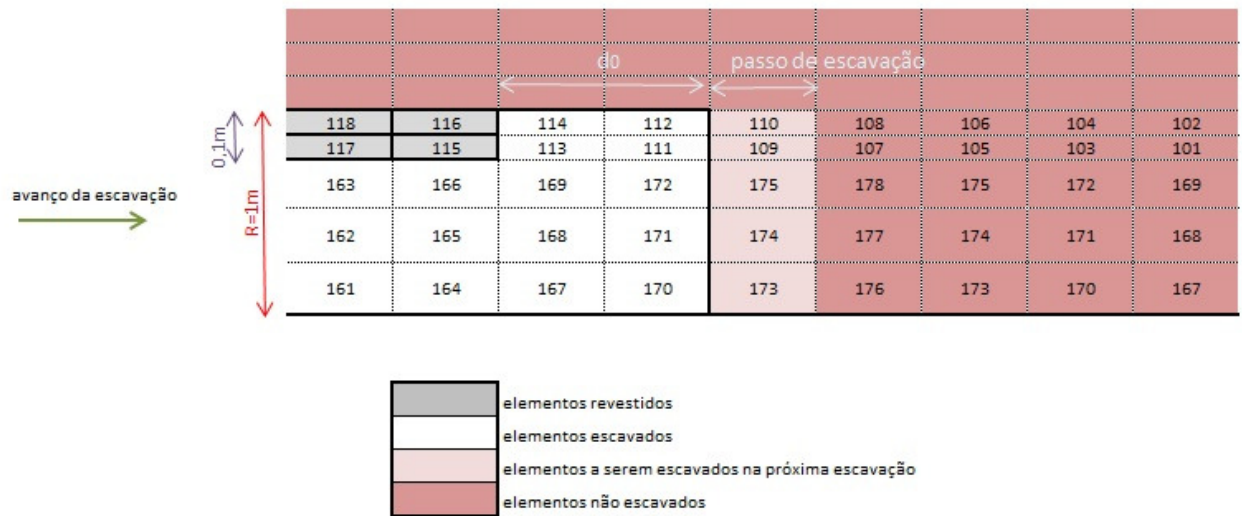 d0 passo de escavação
118 116 114 112 110 108 106 104 102
0,1m
117 115 113 111 109 107 105 103 101
avanço da escavação
R=1m
163 166 169 172 175 178 175 172 169
162 165 168 171 174 177 174 171 168
161 164 167 170 173 176 173 170 167
elementos revestidos
elementos escavados
elementos a serem escavados na próxima escavação
elementos não escavados